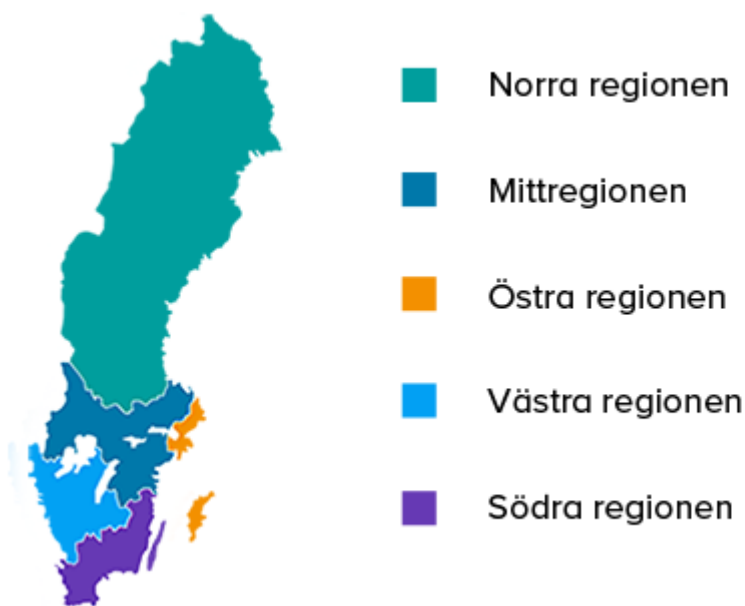 Norra regionen
Mittregionen
Östra regionen
Västra regionen
Södra regionen